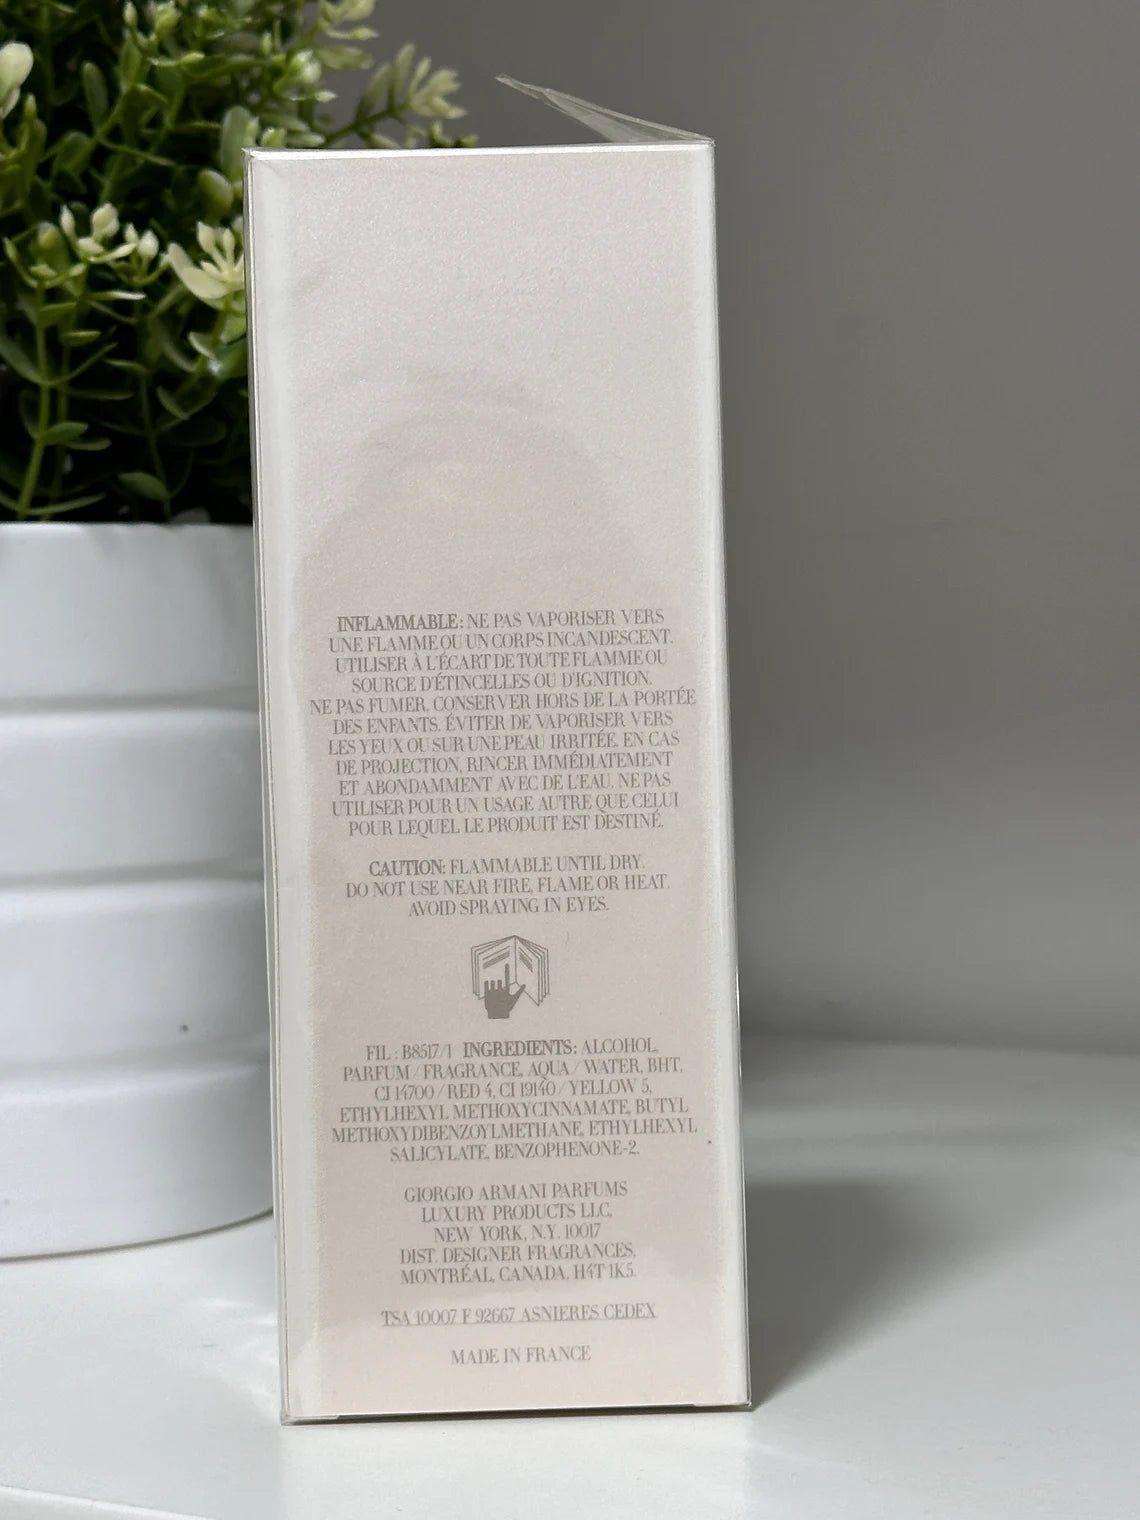 INFLAMMABLE: NE PAS VAPORISER VERS
UNE FLAMME OU UN CORPS INCANDESCENT.
UTILISER À L'ÉCART DE TOUTE FLAMME OU
SOURCE D'ÉTINCELLES OU D'IGNITION.
NE PAS FUMER. CONSERVER HORS DE LA PORTÉE
DES ENFANTS. ÉVITER DE VAPORISER VERS
LES YEUX OU SUR UNE PEAU IRRITÉE. EN CAS
DE PROJECTION, RINCER IMMÉDIATEMENT
ET ABONDAMMENT AVEC DE L'EAU. NE PAS
UTILISER POUR UN USAGE AUTRE QUE CELUI
POUR LEQUEL LE PRODUIT EST DESTINÉ.
CAUTION: FLAMMABLE UNTIL DRY.
DO NOT USE NEAR FIRE, FLAME OR HEAT.
AVOID SPRAYING IN EYES.
FIL : B8517/1 INGREDIENTS: ALCOHOL,
PARFUM / FRAGRANCE, AQUA / WATER, BHT,
CI 14700 / RED 4, CI 19140 / YELLOW 5,
ETHYLHEXYL METHOXYCINNAMATE, BUTYL
METHOXYDIBENZOYLMETHANE, ETHYLHEXYL
SALICYLATE, BENZOPHENONE-2.
GIORGIO ARMANI PARFUMS
LUXURY PRODUCTS LLC,
NEW YORK, N.Y. 10017
DIST. DESIGNER FRAGRANCES,
MONTRÉAL, CANADA, H4T 1K5.
TSA 10007 F 92667 ASNIERES CEDEX
MADE IN FRANCE